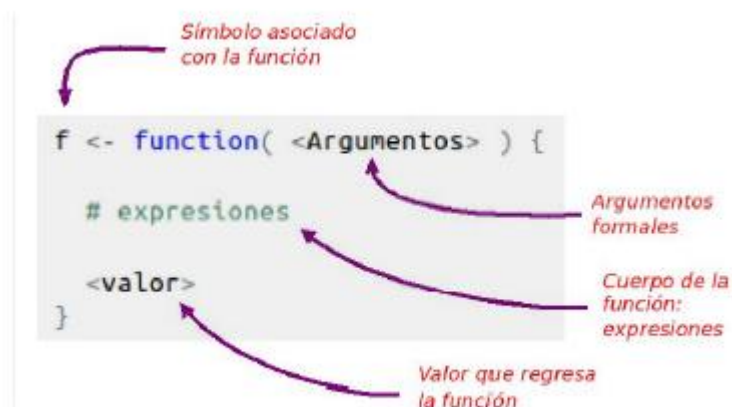 Símbolo asociado
con la función
f <- function( <Argumentos> ) {
# expresiones
<valor>
}
Argumentos
formales
Cuerpo de la
función:
expresiones
Valor que regresa
la función